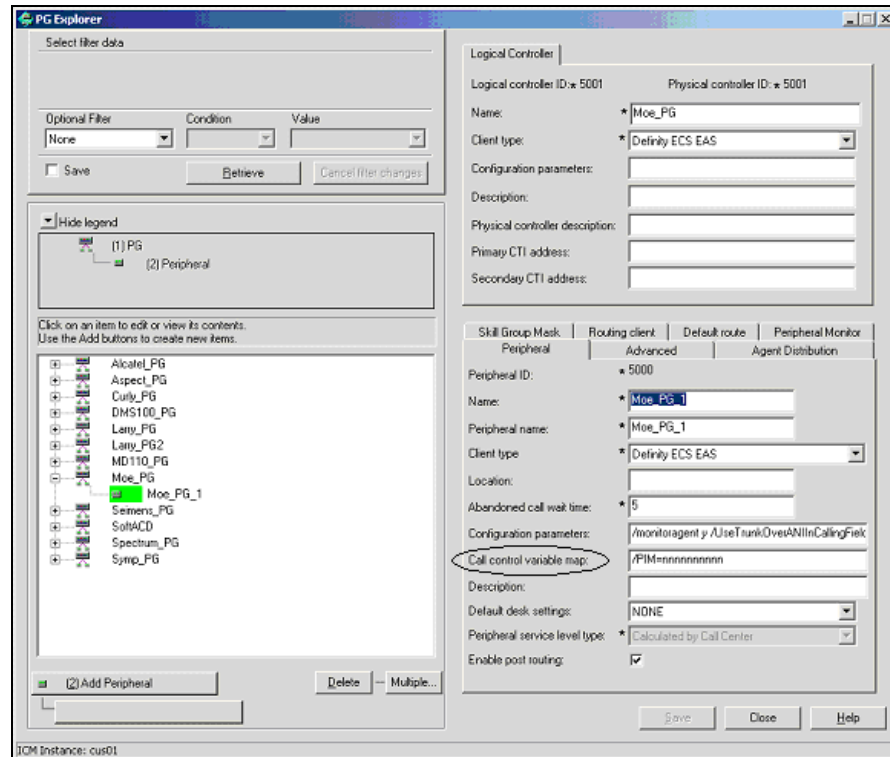 PG Explorer
Select filter data
Optional Filter Condition Value
None
Save Retrieve Cancel filter changes
Hide legend
(1) PG
(2) Peripheral
Click on an item to edit or view its contents.
Use the Add buttons to create new items.
Alcatel_PG
Aspect_PG
Curly_PG
DMS100_PG
Larry_PG
Larry_PG2
MD110_PG
Moe_PG
Moe_PG_1
Seimens_PG
SoftACD
Spectrum_PG
Symp_PG
(2) Add Peripheral Delete Multiple...
Logical Controller
Logical controller ID:* 5001 Physical controller ID: * 5001
Name: * Moe_PG
Client type: * Definity ECS EAS
Configuration parameters:
Description:
Physical controller description:
Primary CTI address:
Secondary CTI address:
Skill Group Mask Routing client Default route Peripheral Monitor
Peripheral Advanced Agent Distribution
Peripheral ID: * 5000
Name: * Moe_PG_1
Peripheral name: * Moe_PG_1
Client type * Definity ECS EAS
Location:
Abandoned call wait time: * 5
Configuration parameters: /monitoragent y /UseTrunkOverANIInCallingField
Call control variable map: /PIM=nnnnnnnnnn
Description:
Default desk settings: NONE
Peripheral service level type: * Calculated by Call Center
Enable post routing:
Save Close Help
ICM Instance: cus01